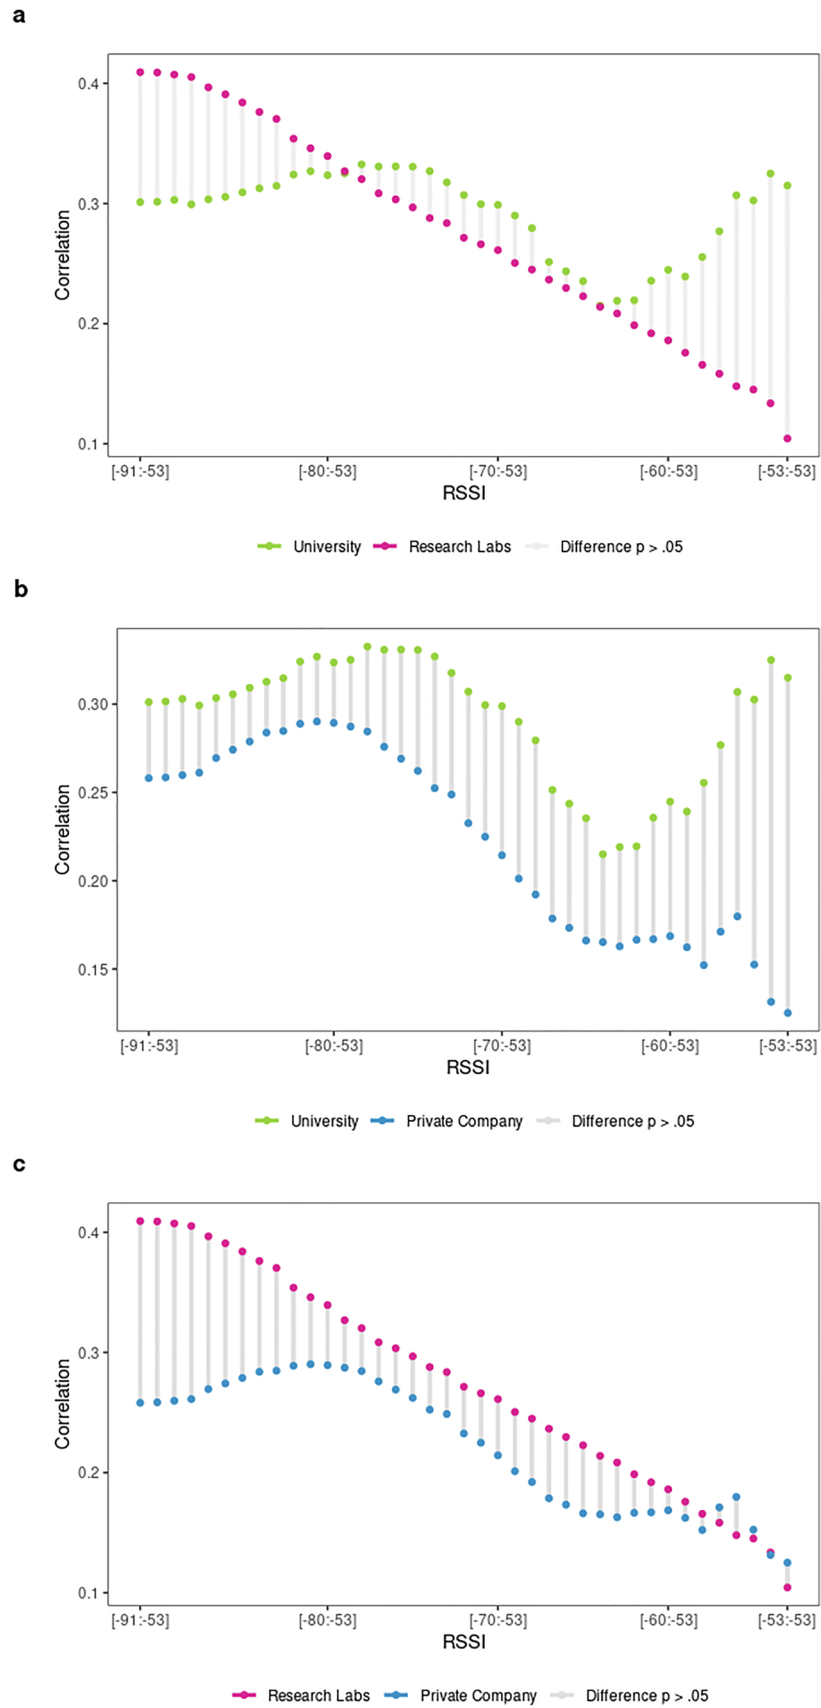 a
0.4
0.3
0.2
0.1
Correlation
[-91:-53] [-80:-53] [-70:-53] [-60:-53] [-53:-53]
RSSI
University Research Labs Difference p > .05
b
0.30
0.25
0.20
0.15
Correlation
[-91:-53] [-80:-53] [-70:-53] [-60:-53] [-53:-53]
RSSI
University Private Company Difference p > .05
c
0.4
0.3
0.2
0.1
Correlation
[-91:-53] [-80:-53] [-70:-53] [-60:-53] [-53:-53]
RSSI
Research Labs Private Company Difference p > .05